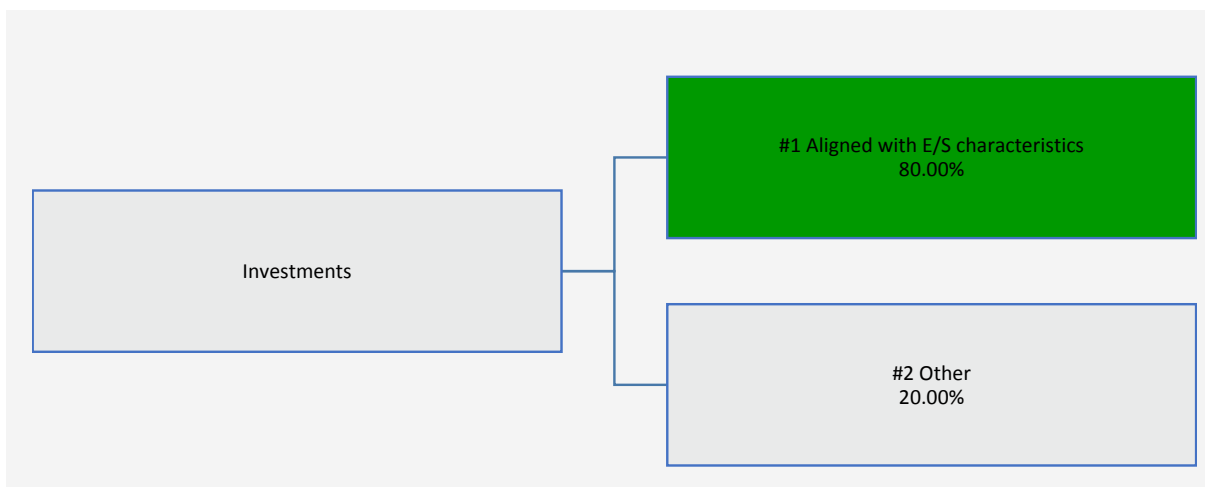 #1 Aligned with E/S characteristics
80.00%
Investments
#2 Other
20.00%